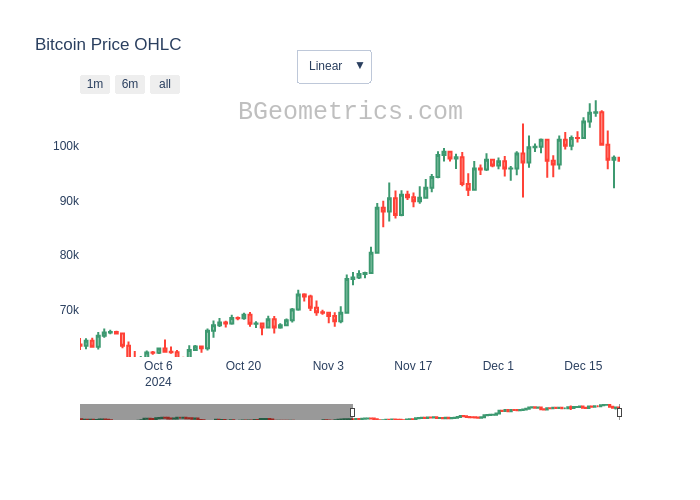 Bitcoin Price OHLC
Linear ▼
1m 6m all
BGeometrics.com
100k
90k
80k
70k
Oct 6 Oct 20 Nov 3 Nov 17 Dec 1 Dec 15
2024